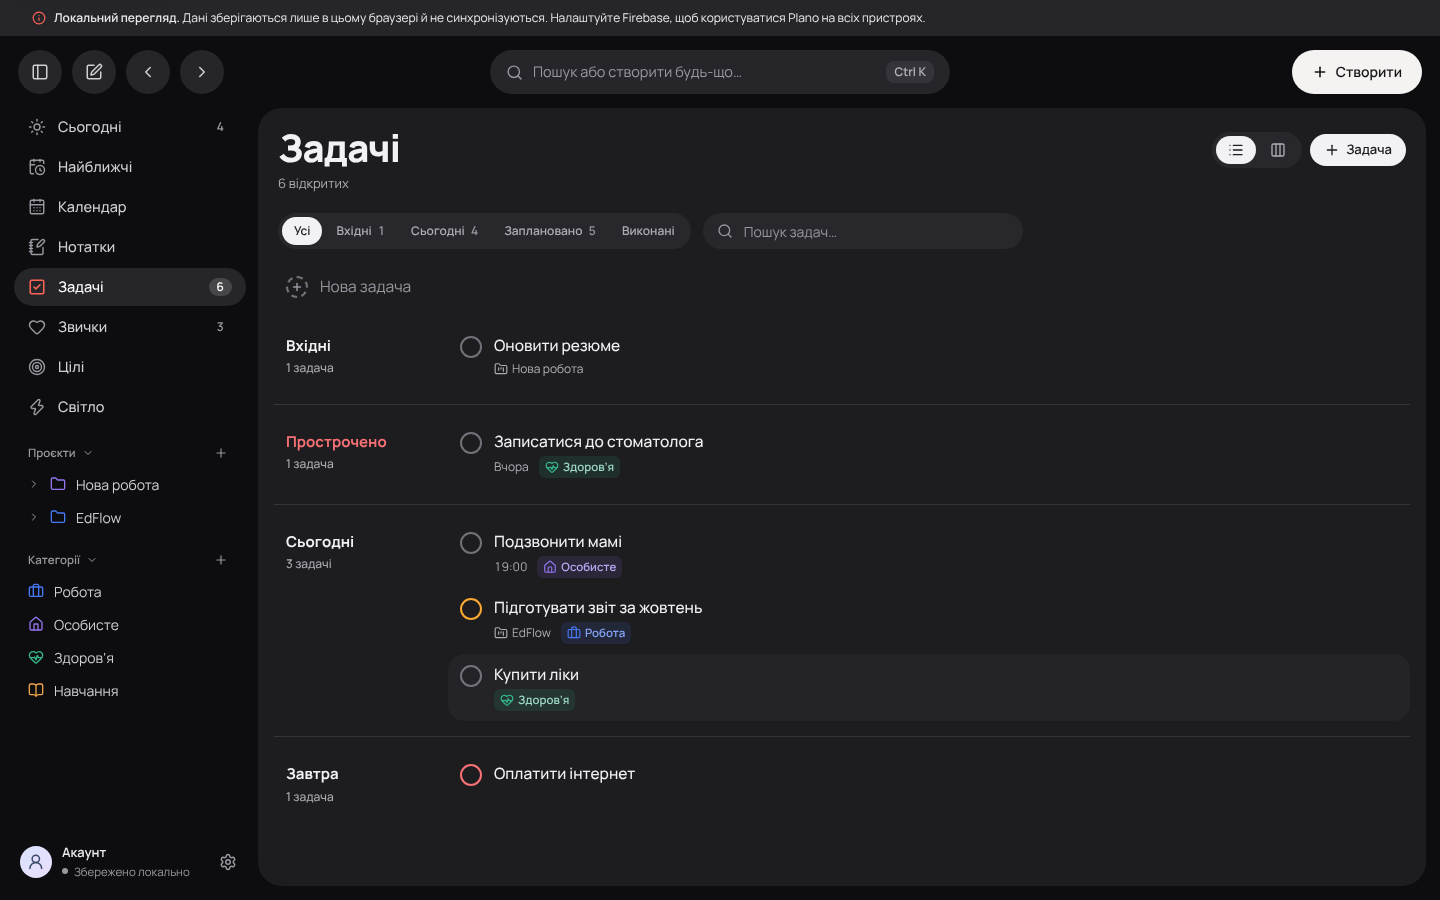 Локальний перегляд. Дані зберігаються лише в цьому браузері й не синхронізуються. Налаштуйте Firebase, щоб користуватися Plano на всіх пристроях.
Пошук або створити будь-що...
Ctrl K
Створити
Сьогодні 4
Найближчі
Календар
Нотатки
Задачі 6
Звички 3
Цілі
Світло
Проєкти
Нова робота
EdFlow
Категорії
Робота
Особисте
Здоров'я
Навчання
Акаунт
Збережено локально
Задачі
6 відкритих
Задача
Усі
Вхідні 1
Сьогодні 4
Заплановано 5
Виконані
Пошук задач...
Нова задача
Вхідні
1 задача
Оновити резюме
Нова робота
Прострочено
1 задача
Записатися до стоматолога
Вчора
Здоров'я
Сьогодні
3 задачі
Подзвонити мамі
19:00
Особисте
Підготувати звіт за жовтень
EdFlow
Робота
Купити ліки
Здоров'я
Завтра
1 задача
Оплатити інтернет